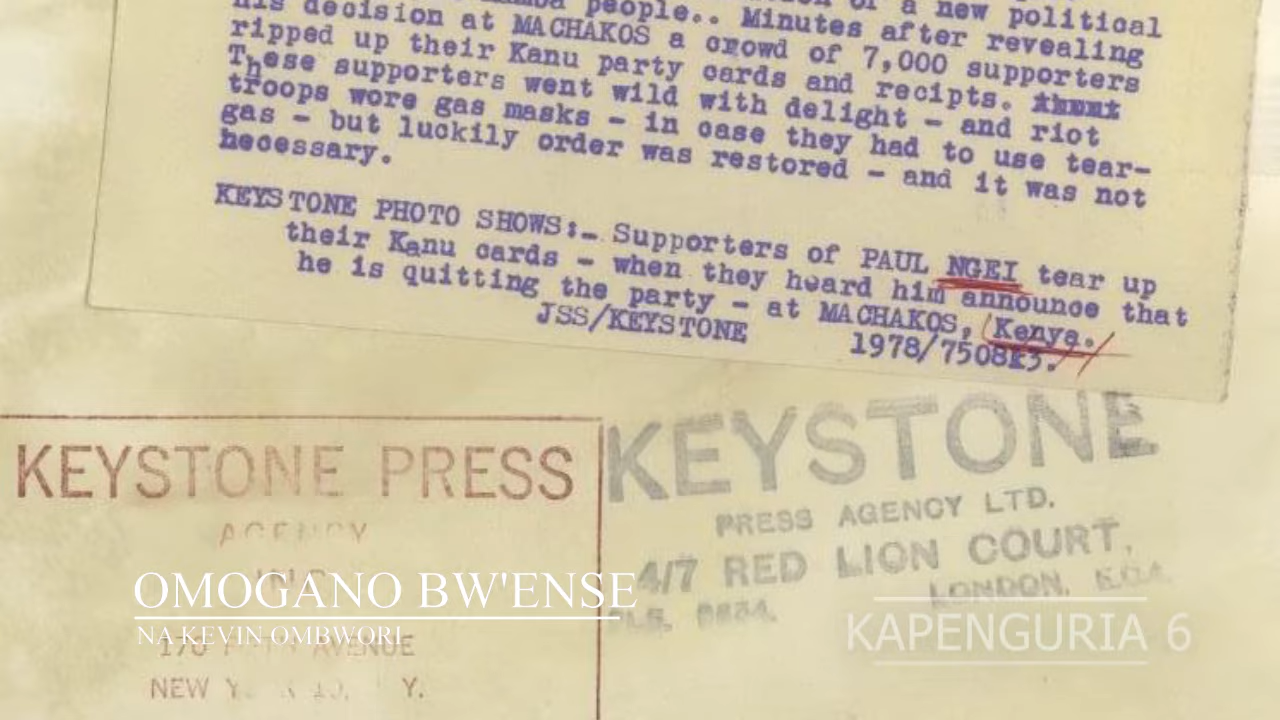 people.. Minutes after revealing
of a new political
his decision at MACHAKOS a crowd of 7,000 supporters
ripped up their Kanu party cards and recipts.
These supporters went wild with delight - and riot
troops wore gas masks - in case they had to use tear-
gas - but luckily order was restored - and it was not
necessary.
KEYSTONE PHOTO SHOWS:- Supporters of PAUL NGEI tear up
their Kanu cards - when they heard him announce that
he is quitting the party - at MACHAKOS, Kenya.
JSS/KEYSTONE 1978/75083.
KEYSTONE PRESS
AGENCY
KEYSTONE
PRESS AGENCY LTD.
4/7 RED LION COURT,
LONDON, E.C.4.
OMOGANO BW'ENSE
NA KEVIN OMBWORI
AVENUE
NEW
KAPENGURIA 6